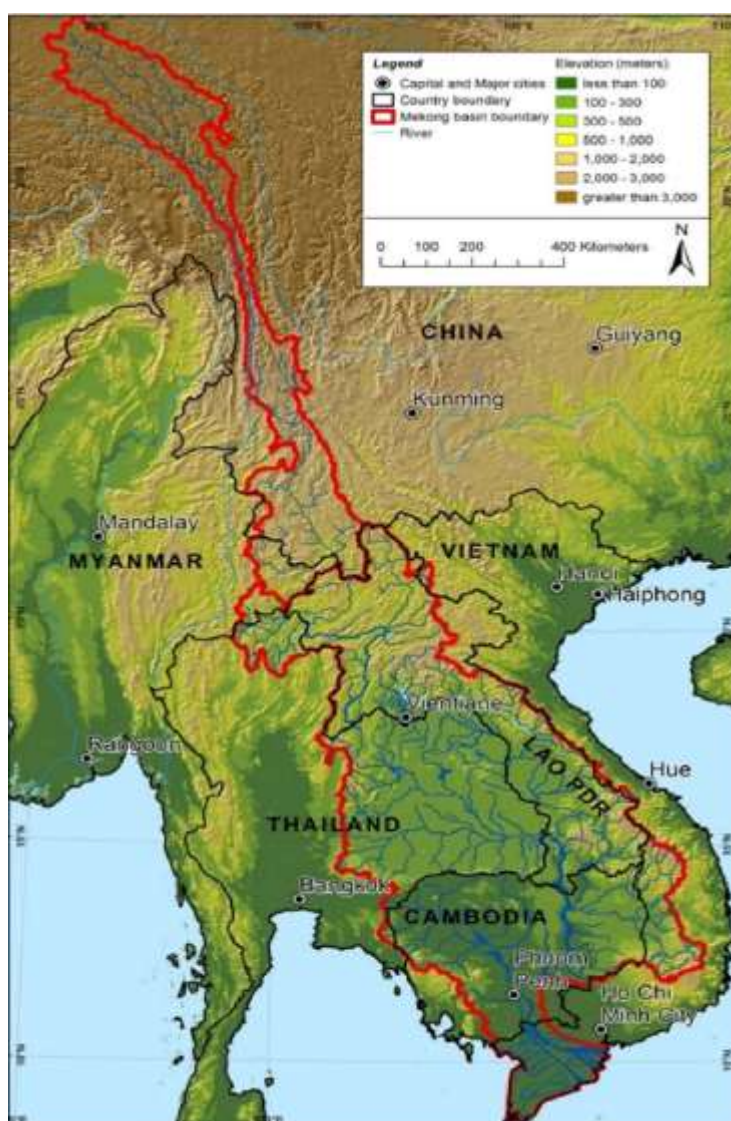 Legend
Capital and Major cities
Country boundary
Mekong basin boundary
River
Elevation (meters)
less than 100
100 - 300
300 - 500
500 - 1,000
1,000 - 2,000
2,000 - 3,000
greater than 3,000
N
0 100 200 400 Kilometers
CHINA
Guiyang
Kunming
Mandalay
MYANMAR
VIETNAM
Hanoi
Haiphong
Vientiane
Rangoon
LAO PDR
Hue
THAILAND
Bangkok
CAMBODIA
Phnom
Penh
Ho Chi
Minh City